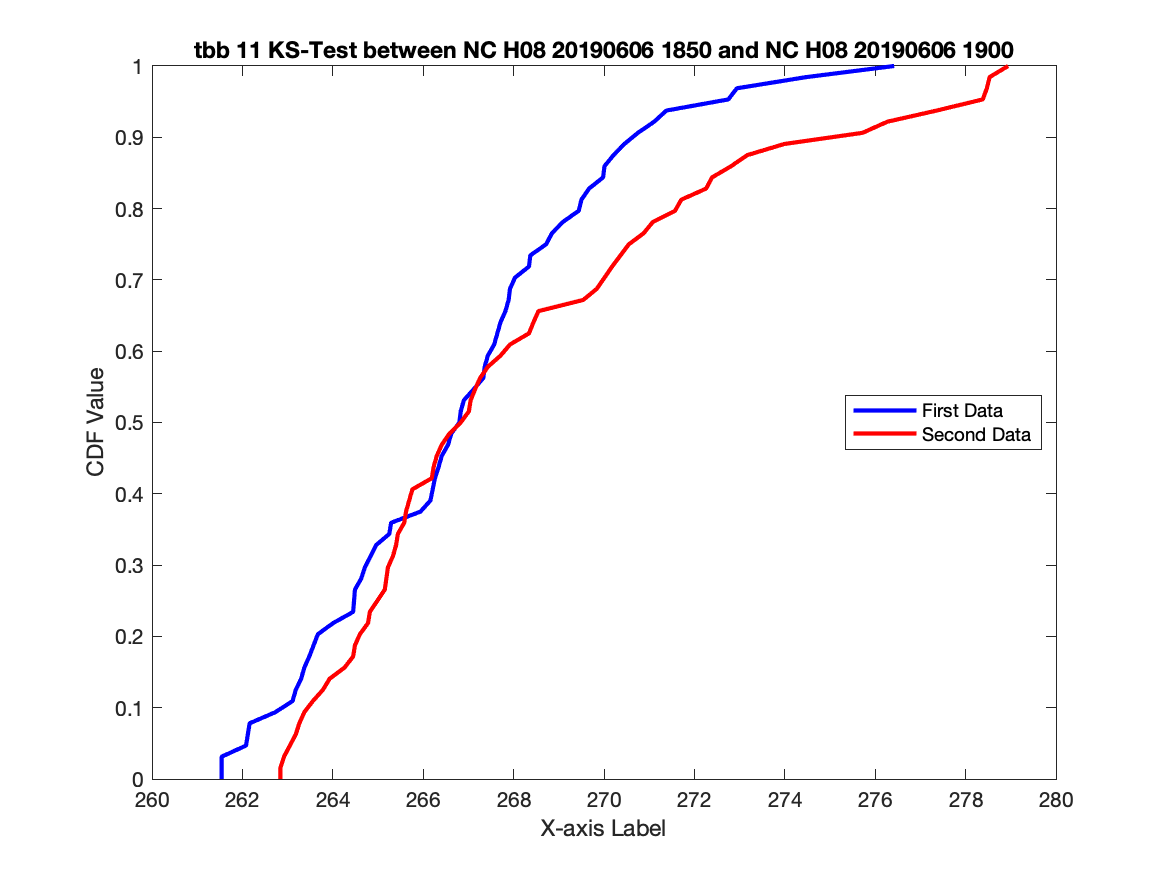 tbb 11 KS-Test between NC H08 20190606 1850 and NC H08 20190606 1900
1
0.9
0.8
0.7
0.6
0.5
0.4
0.3
0.2
0.1
0
CDF Value
First Data
Second Data
260 262 264 266 268 270 272 274 276 278 280
X-axis Label